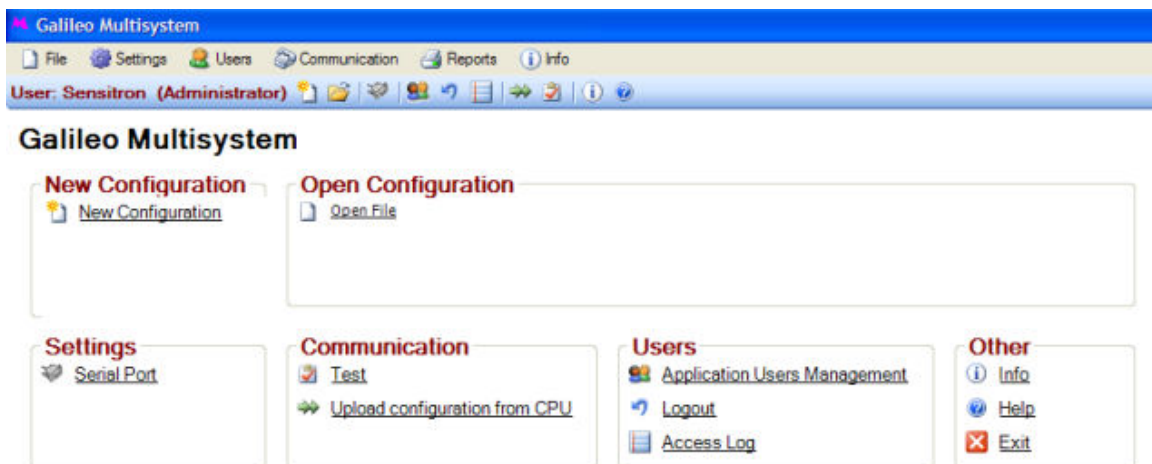 Galileo Multisystem
File Settings Users Communication Reports Info
User: Sensitron (Administrator)
Galileo Multisystem
New Configuration
New Configuration
Open Configuration
Open File
Settings
Serial Port
Communication
Test
Upload configuration from CPU
Users
Application Users Management
Logout
Access Log
Other
Info
Help
Exit